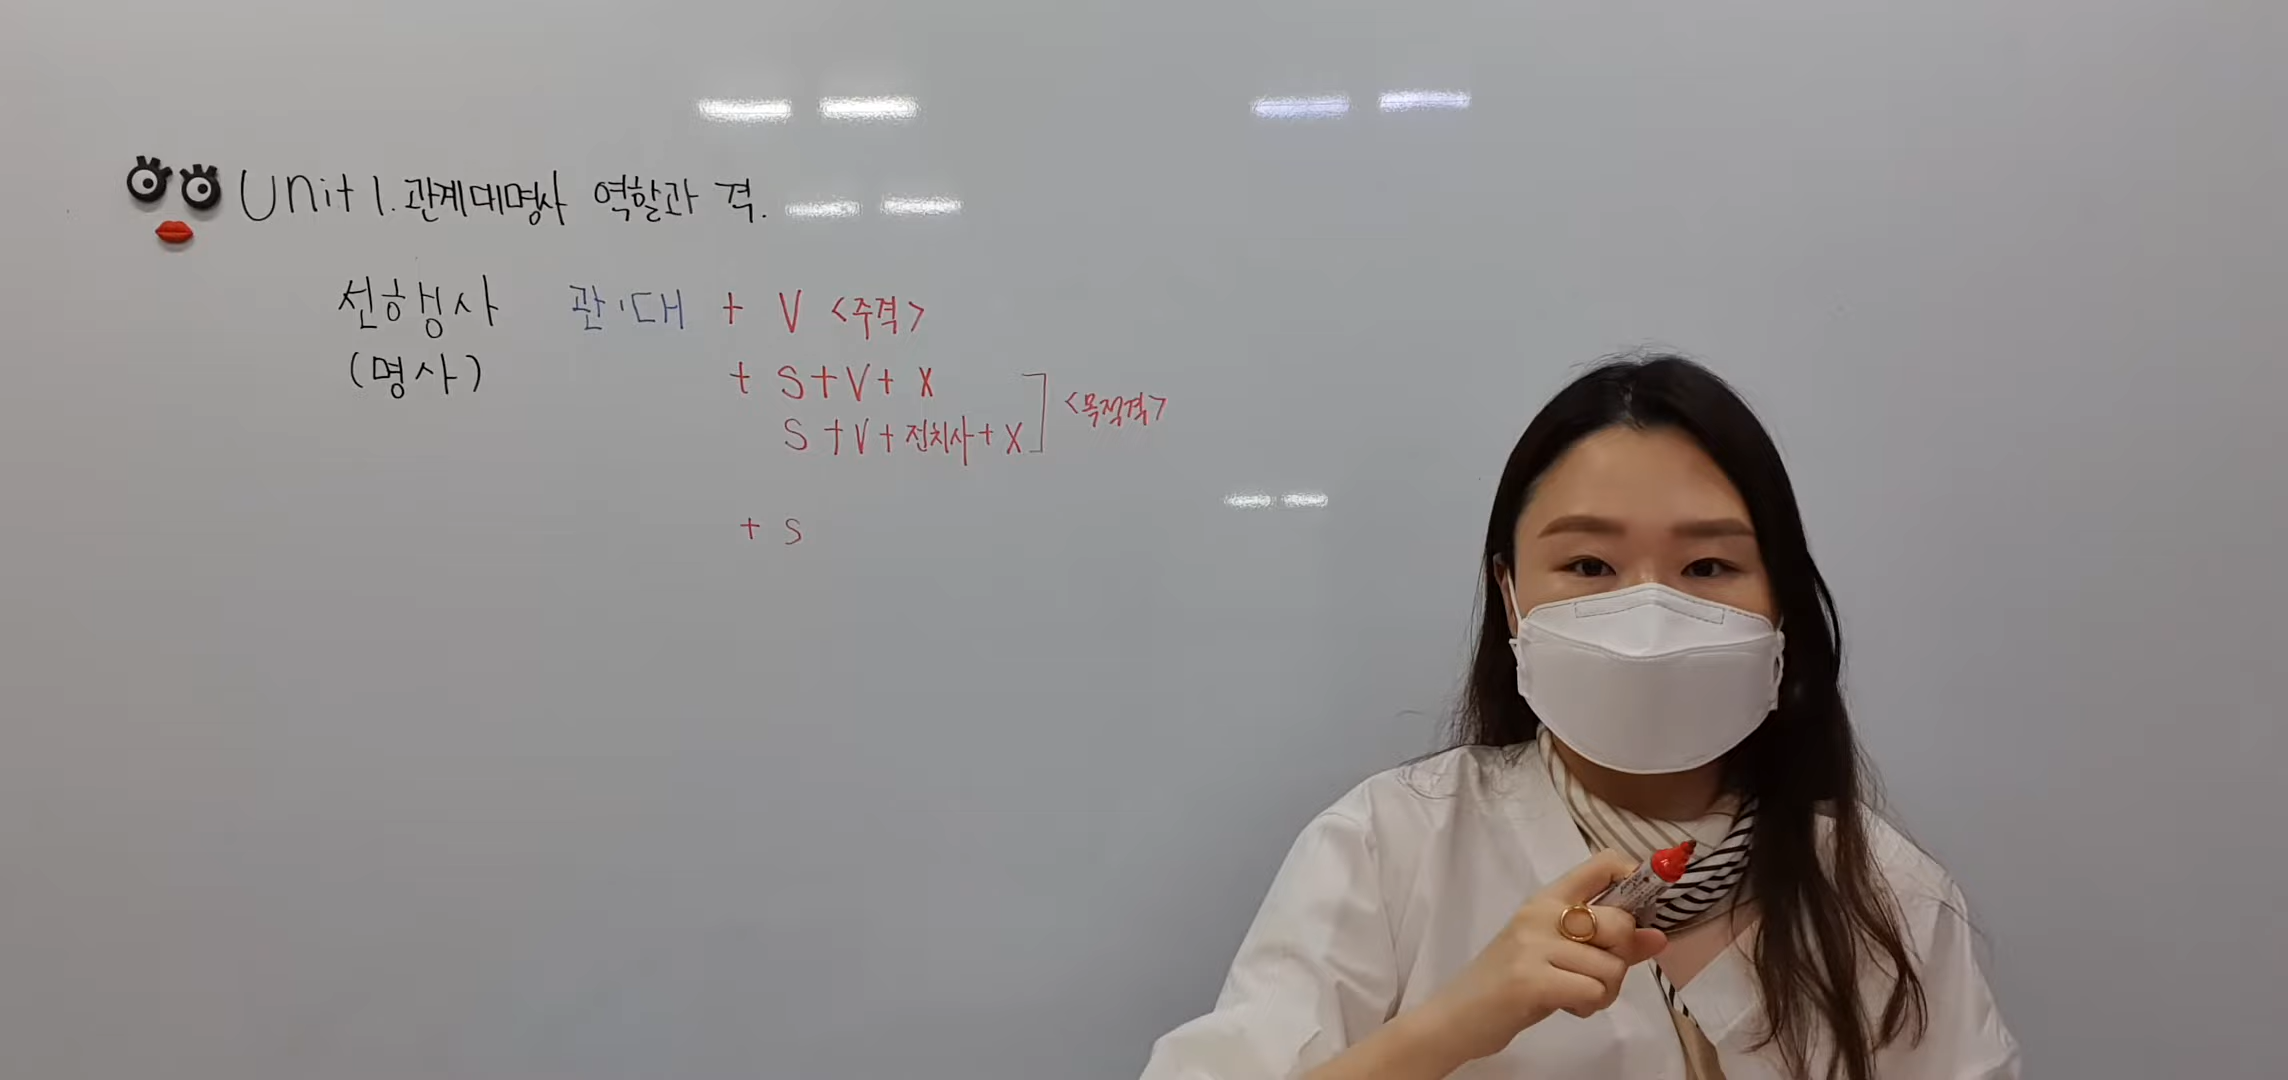 Unit 1. 관계대명사 역할과 격.
선행사 관·대 + V <주격>
(명사) + S+V+ X
S+V+전치사+X <목적격>
+ S